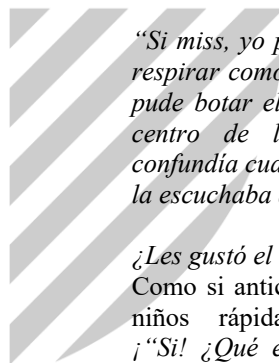 “Si miss, yo p
respirar como
pude botar el
centro de l
confundía cua
la escuchaba
¿Les gustó el
Como si antic
niños rápida
¡“Si! ¿Qué e